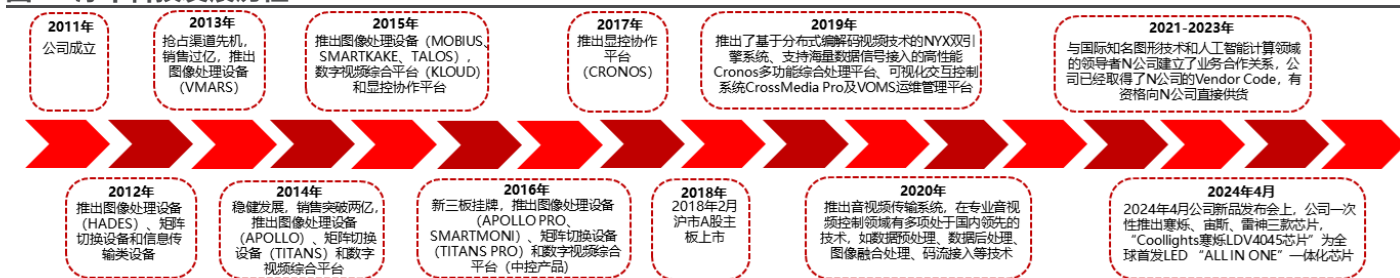 2011年
公司成立
2013年
抢占渠道先机，
销售过亿，推出
图像处理设备
（VMARS）
2015年
推出图像处理设备（MOBIUS、
SMARTKAKE、TALOS），
数字视频综合平台（KLOUD）
和显控协作平台
2017年
推出显控协作
平台
（CRONOS）
2019年
推出了基于分布式编解码视频技术的NYX双引
擎系统、支持海量数据信号接入的高性能
Cronos多功能综合处理平台、可视化交互控制
系统CrossMedia Pro及VOMS运维管理平台
2021-2023年
与国际知名图形技术和人工智能计算领域
的领导者N公司建立了业务合作关系，公
司已经取得了N公司的Vendor Code，有
资格向N公司直接供货
2012年
推出图像处理设备
（HADES）、矩阵
切换设备和信息传
输类设备
2014年
稳健发展，销售突破两亿，
推出图像处理设备
（APOLLO）、矩阵切换
设备（TITANS）和数字
视频综合平台
2016年
新三板挂牌，推出图像处理设备
（APOLLO PRO、
SMARTMONI）、矩阵切换设备
（TITANS PRO）和数字视频综合
平台（中控产品）
2018年
2018年2月
沪市A股主
板上市
2020年
推出音视频传输系统，在专业音视
频控制领域有多项处于国内领先的
技术，如数据预处理、数据后处理、
图像融合处理、码流接入等技术
2024年4月
2024年4月公司新品发布会上，公司一次
性推出寒烁、宙斯、雷神三款芯片，
“Coollights寒烁LDV4045芯片”为全
球首发LED “ALL IN ONE”一体化芯片